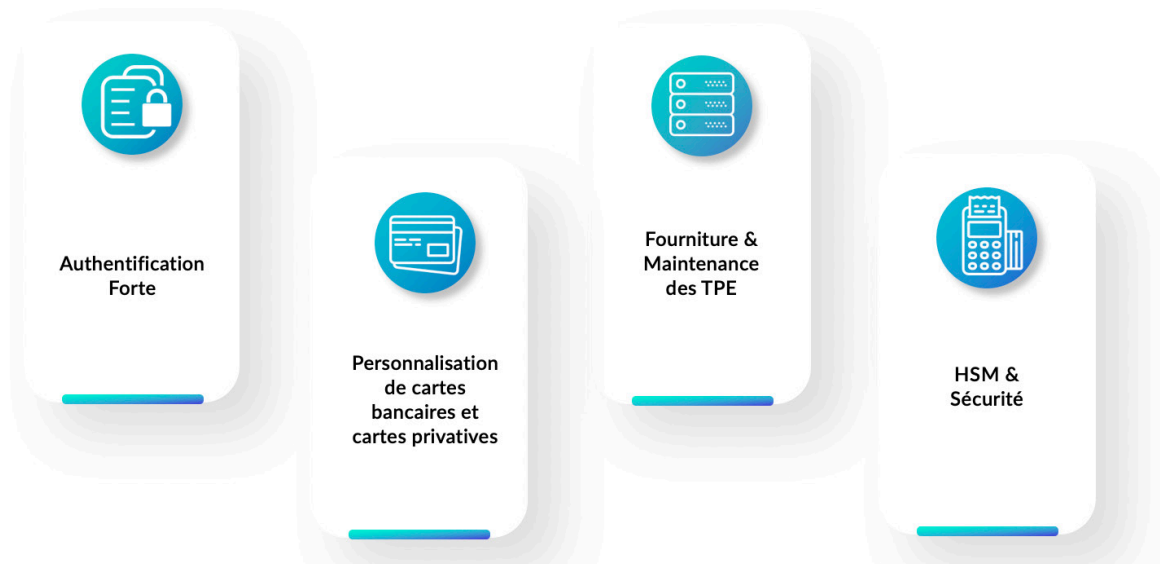 Authentification
Forte
Personnalisation
de cartes
bancaires et
cartes privatives
Fourniture &
Maintenance
des TPE
HSM &
Sécurité